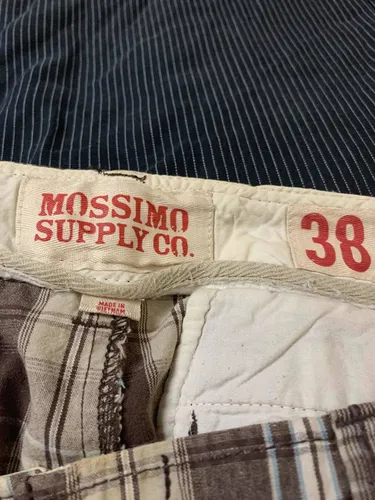 MOSSIMO
SUPPLY CO.
38
MADE IN
VIETNAM